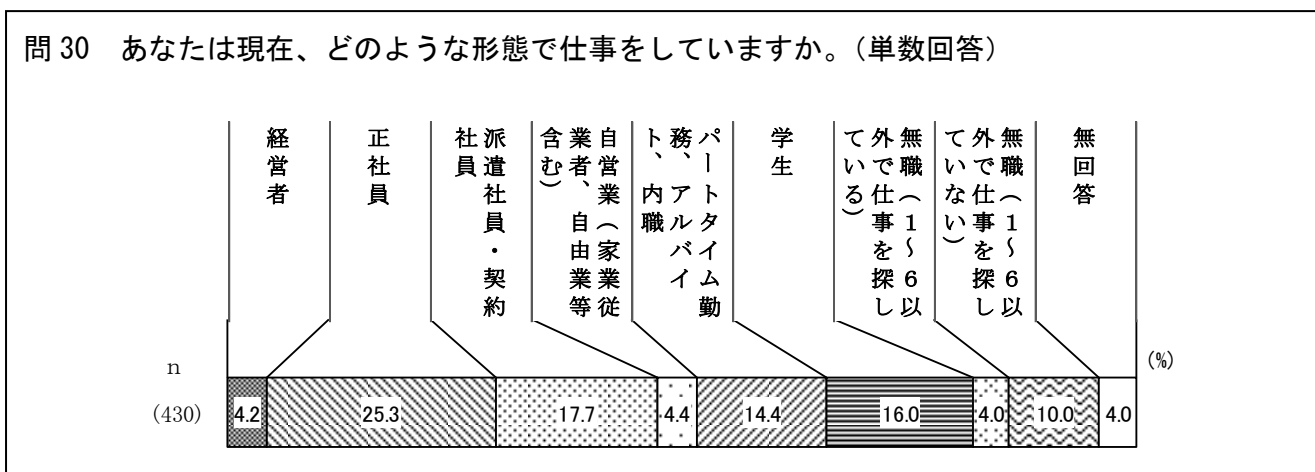 問30 あなたは現在、どのような形態で仕事をしていますか。（単数回答）
経営者
正社員
派遣社員・契約
社員
自営業（家業従
業者、自由業等
含む）
パートタイム勤
務、アルバイ
ト、内職
学生
無職（1～6以
外で仕事を探し
ている）
無職（1～6以
外で仕事を探し
ていない）
無回答
(%)
n
(430)
4.2 25.3 17.7 4.4 14.4 16.0 4.0 10.0 4.0